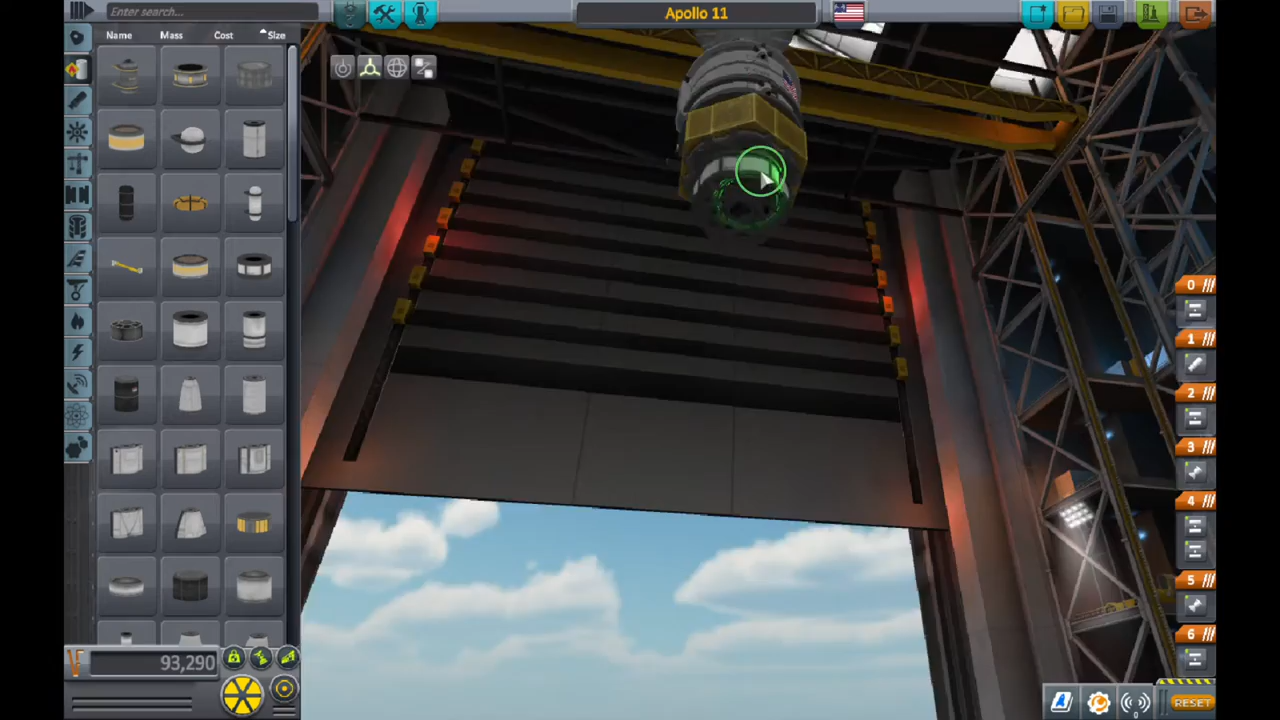 Enter search...
Apollo 11
Name Mass Cost Size
0
1
2
3
4
5
6
93,290
RESET